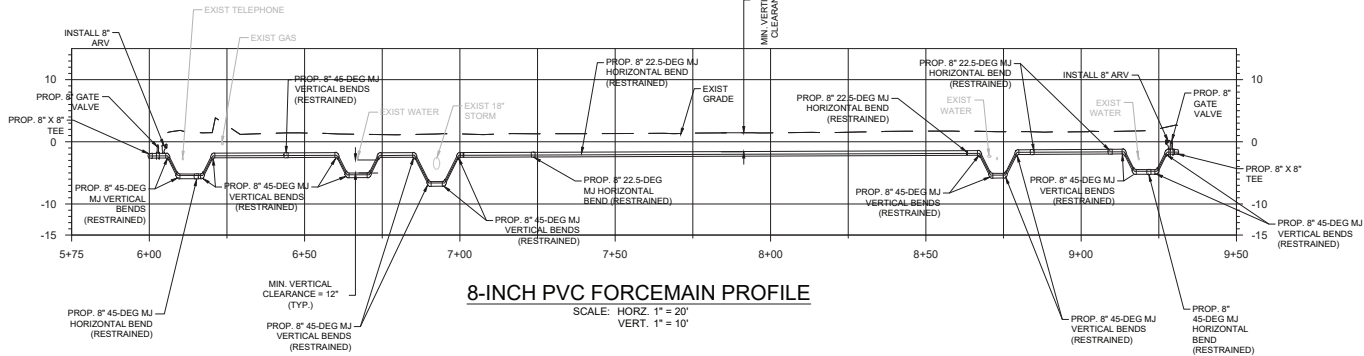 EXIST TELEPHONE
MIN. VERTI
CLEARANC
INSTALL 8"
ARV
EXIST GAS
PROP. 8" 45-DEG MJ
VERTICAL BENDS
(RESTRAINED)
PROP. 8" 22.5-DEG MJ
HORIZONTAL BEND
(RESTRAINED)
EXIST
GRADE
PROP. 8" 22.5-DEG MJ
HORIZONTAL BEND
(RESTRAINED)
INSTALL 8" ARV
10
10
PROP. 8" GATE
VALVE
EXIST WATER
EXIST 18"
STORM
PROP. 8" 22.5-DEG MJ
HORIZONTAL BEND
(RESTRAINED)
EXIST
WATER
EXIST
WATER
PROP. 8"
GATE
VALVE
PROP. 8" X 8"
TEE
0
0
PROP. 8" X 8"
TEE
PROP. 8" 45-DEG
MJ VERTICAL
BENDS
(RESTRAINED)
PROP. 8" 45-DEG MJ
VERTICAL BENDS
(RESTRAINED)
PROP. 8" 22.5-DEG
MJ HORIZONTAL
BEND (RESTRAINED)
PROP. 8" 45-DEG MJ
VERTICAL BENDS
(RESTRAINED)
PROP. 8" 45-DEG MJ
VERTICAL BENDS
(RESTRAINED)
-10
-10
PROP. 8" 45-DEG MJ
VERTICAL BENDS
(RESTRAINED)
PROP. 8" 45-DEG MJ
VERTICAL BENDS
(RESTRAINED)
-15
-15
5+75
6+00
6+50
7+00
7+50
8+00
8+50
9+00
9+50
MIN. VERTICAL
CLEARANCE = 12"
(TYP.)
8-INCH PVC FORCEMAIN PROFILE
SCALE: HORZ. 1" = 20'
VERT. 1" = 10'
PROP. 8" 45-DEG MJ
HORIZONTAL BEND
(RESTRAINED)
PROP. 8" 45-DEG MJ
VERTICAL BENDS
(RESTRAINED)
PROP. 8" 45-DEG MJ
VERTICAL BENDS
(RESTRAINED)
PROP. 8"
45-DEG MJ
HORIZONTAL
BEND
(RESTRAINED)